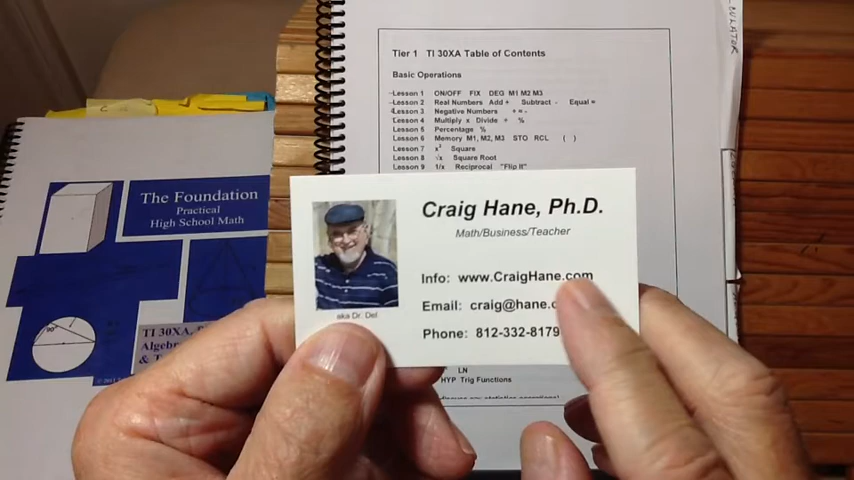 Tier 1 TI 30XA Table of Contents
Basic Operations
Lesson 1 ON/OFF FIX DEG M1 M2 M3
Lesson 2 Real Numbers Add + Subtract - Equal =
Lesson 3 Negative Numbers + = -
Lesson 4 Multiply x Divide ÷ %
Lesson 5 Percentage %
Lesson 6 Memory M1, M2, M3 STO RCL ( )
Lesson 7 x² Square
Lesson 8 √x Square Root
Lesson 9 1/x Reciprocal "Flip It"
The Foundation
Practical
High School Math
90°
TI 30XA,
& T
Craig Hane, Ph.D.
Math/Business/Teacher
Info: www.CraigHane.com
Email: craig@hane.c
Phone: 812-332-8179
aka Dr. Del
LN
HYP Trig Functions